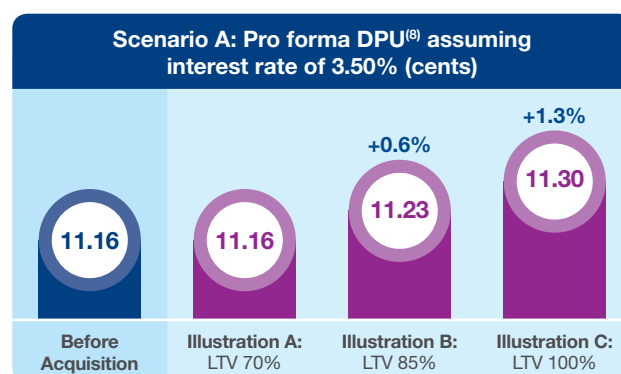 Scenario A: Pro forma DPU(8) assuming
interest rate of 3.50% (cents)
+1.3%
+0.6%
11.30
11.23
11.16
11.16
Before
Acquisition
Illustration A:
LTV 70%
Illustration B:
LTV 85%
Illustration C:
LTV 100%